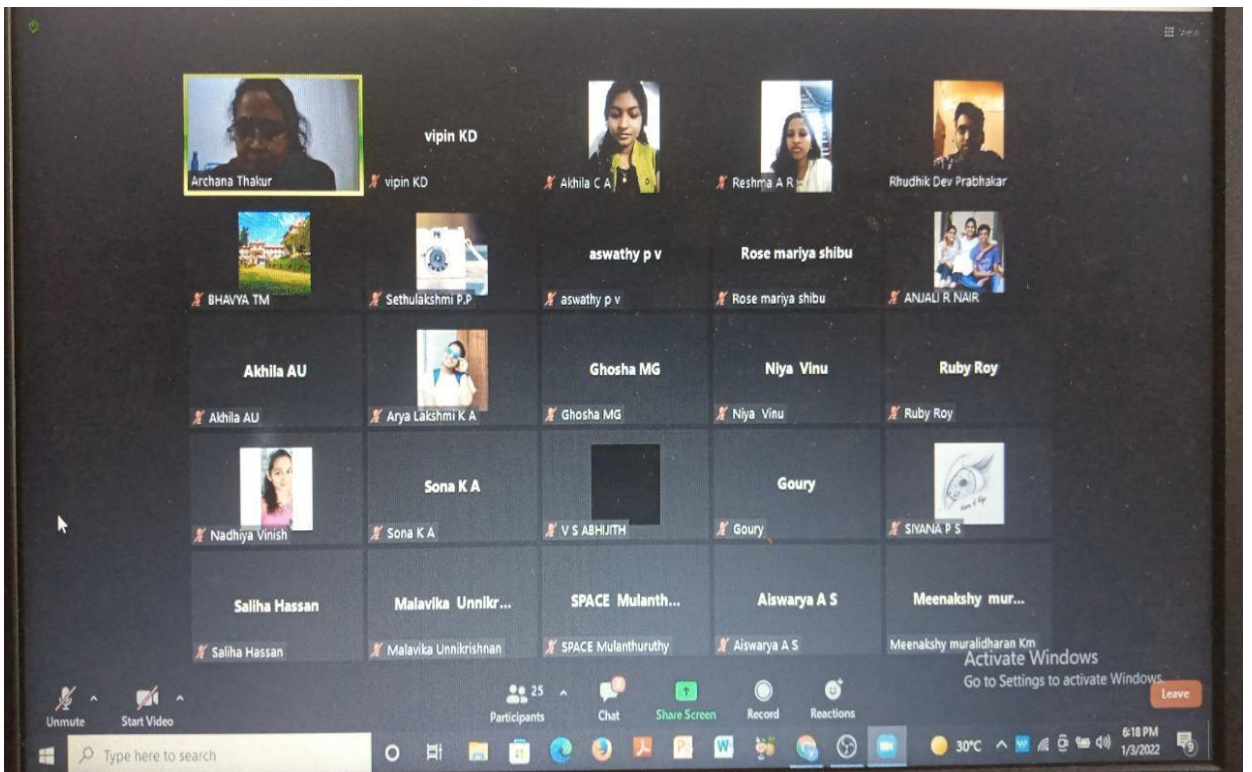 View
Archana Thakur
vipin KD
vipin KD
Akhila C A
Reshma A R
Rhudhik Dev Prabhakar
BHAVYA TM
Sethulakshmi P.P
aswathy p v
aswathy p v
Rose mariya shibu
Rose mariya shibu
ANJALI R NAIR
Akhila AU
Akhila AU
Arya Lakshmi K A
Ghosha MG
Ghosha MG
Niya Vinu
Niya Vinu
Ruby Roy
Ruby Roy
Nadhiya Vinish
Sona K A
Sona K A
V S ABHIJITH
Goury
Goury
SIYANA P S
Saliha Hassan
Saliha Hassan
Malavika Unnikr...
Malavika Unnikrishnan
SPACE Mulanth...
SPACE Mulanthuruthy
Aiswarya A S
Aiswarya A S
Meenakshy mur...
Meenakshy muralidharan Km
Activate Windows
Go to Settings to activate Windows.
Unmute
Start Video
25
Participants
Chat
Share Screen
Record
Reactions
Leave
Type here to search
30°C
6:18 PM
1/3/2022